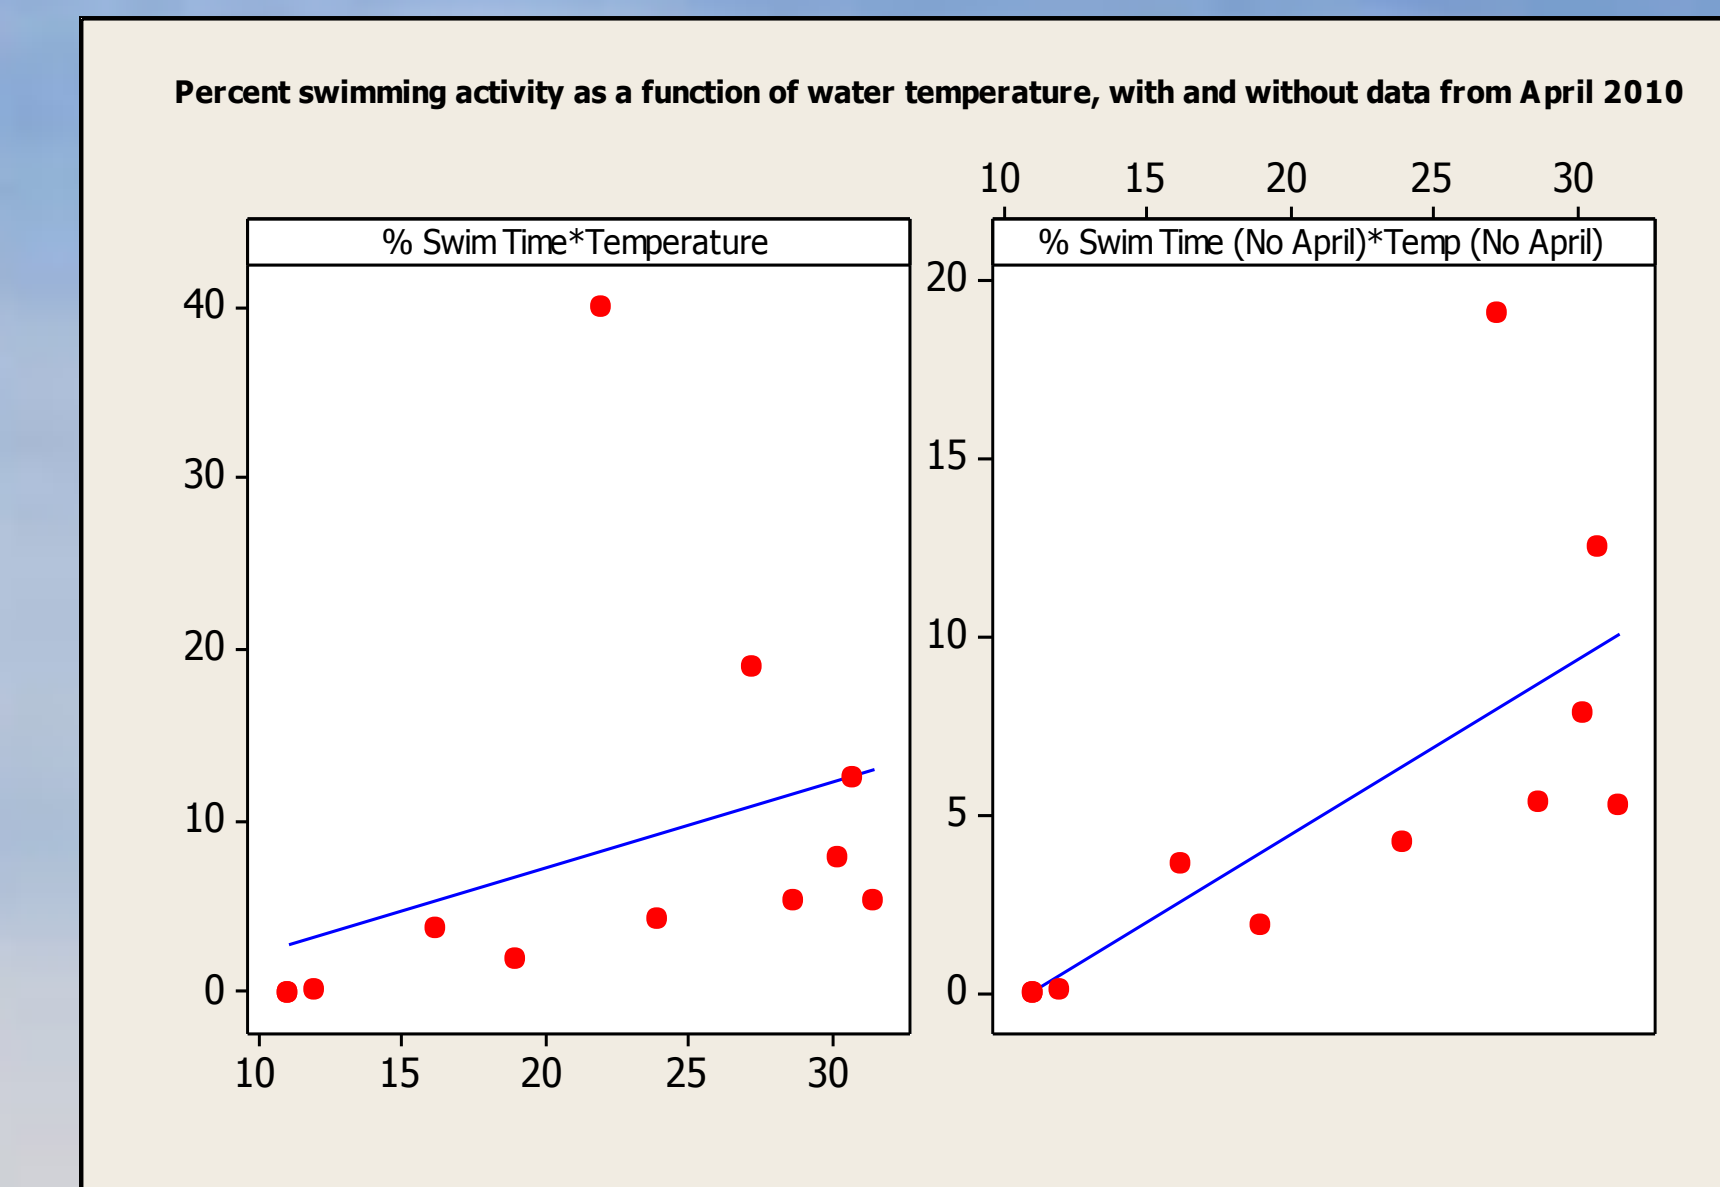 Percent swimming activity as a function of water temperature, with and without data from April 2010
10 15 20 25 30
% Swim Time*Temperature
% Swim Time (No April)*Temp (No April)
40
30
20
10
0
20
15
10
5
0
10 15 20 25 30